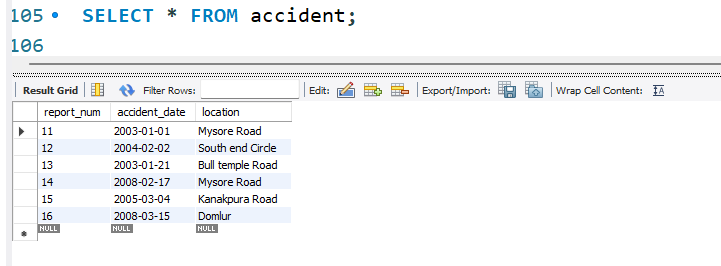 105 SELECT * FROM accident;
106
Result Grid Filter Rows: Edit: Export/Import: Wrap Cell Content: IA
report_num accident_date location
11 2003-01-01 Mysore Road
12 2004-02-02 South end Circle
13 2003-01-21 Bull temple Road
14 2008-02-17 Mysore Road
15 2005-03-04 Kanakpura Road
16 2008-03-15 Domlur
NULL NULL NULL